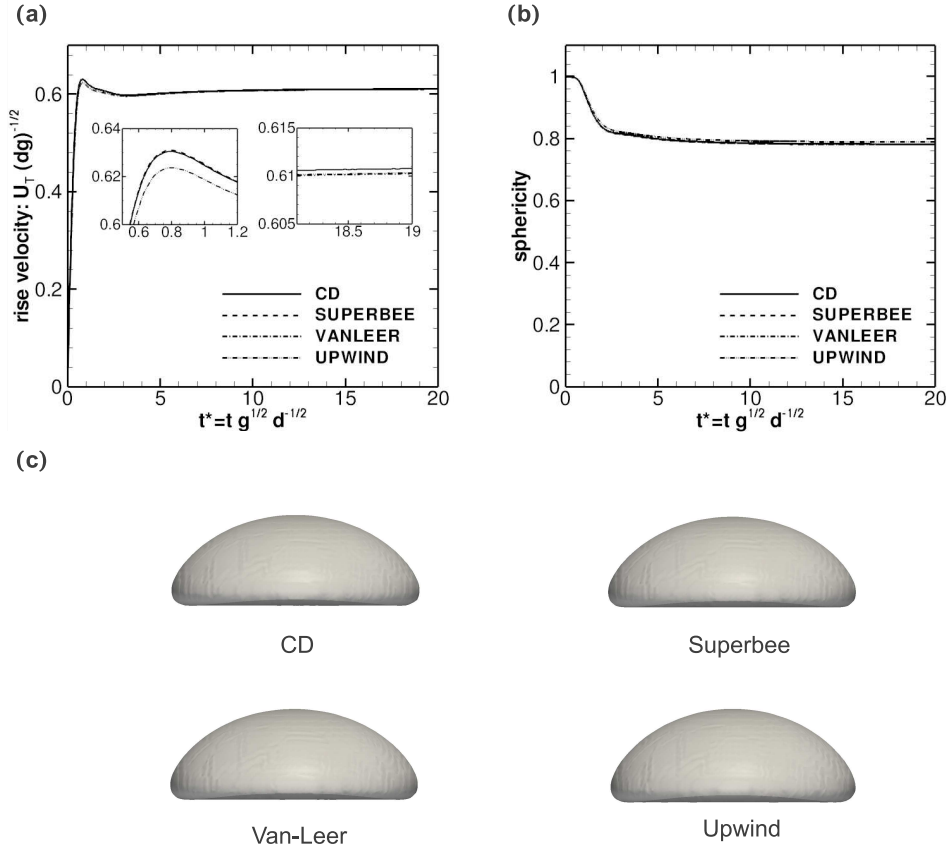 (a)
rise velocity: U_T (dg)^-1/2
0.6
0.4
0.2
0
0.64
0.62
0.6
0.6
0.8
1
1.2
0.615
0.61
0.605
18.5
19
CD
SUPERBEE
VANLEER
UPWIND
0
5
10
15
20
t*=t g^1/2 d^-1/2
(b)
sphericity
1
0.8
0.6
0.4
0.2
0
CD
SUPERBEE
VANLEER
UPWIND
0
5
10
15
20
t*=t g^1/2 d^-1/2
(c)
CD
Superbee
Van-Leer
Upwind